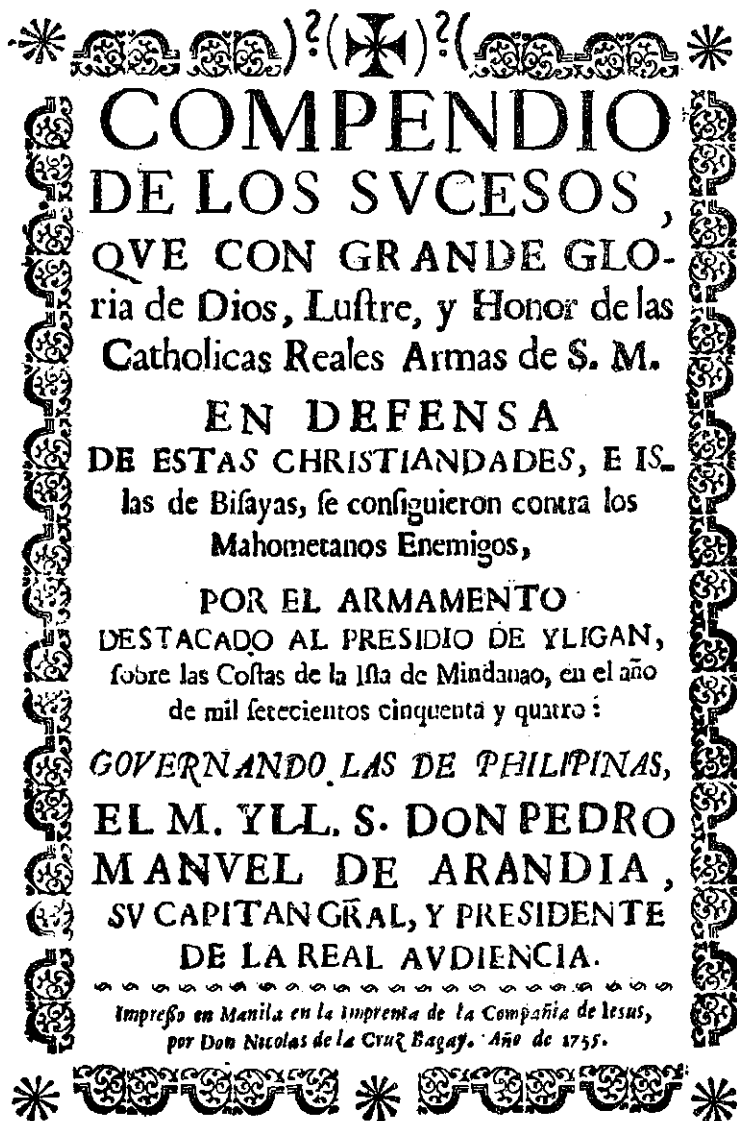 COMPENDIO
DE LOS SVCESOS,
QVE CON GRANDE GLO-
ria de Dios, Luſtre, y Honor de las
Catholicas Reales Armas de S. M.
EN DEFENSA
DE ESTAS CHRISTIANDADES, E IS-
las de Biſayas, ſe conſiguieron contra los
Mahometanos Enemigos,
POR EL ARMAMENTO
DESTACADO AL PRESIDIO DE YLIGAN,
ſobre las Coſtas de la Iſla de Mindanao, en el año
de mil ſetecientos cinquenta y quatro:
GOVERNANDO LAS DE PHILIPINAS,
EL M. YLL. S. DON PEDRO
MANVEL DE ARANDIA,
SV CAPITAN GR̃AL, Y PRESIDENTE
DE LA REAL AVDIENCIA.
Impreſſo en Manila en la Imprenta de la Compañia de Iesus,
por Don Nicolas de la Cruz Bagay. Año de 1755.